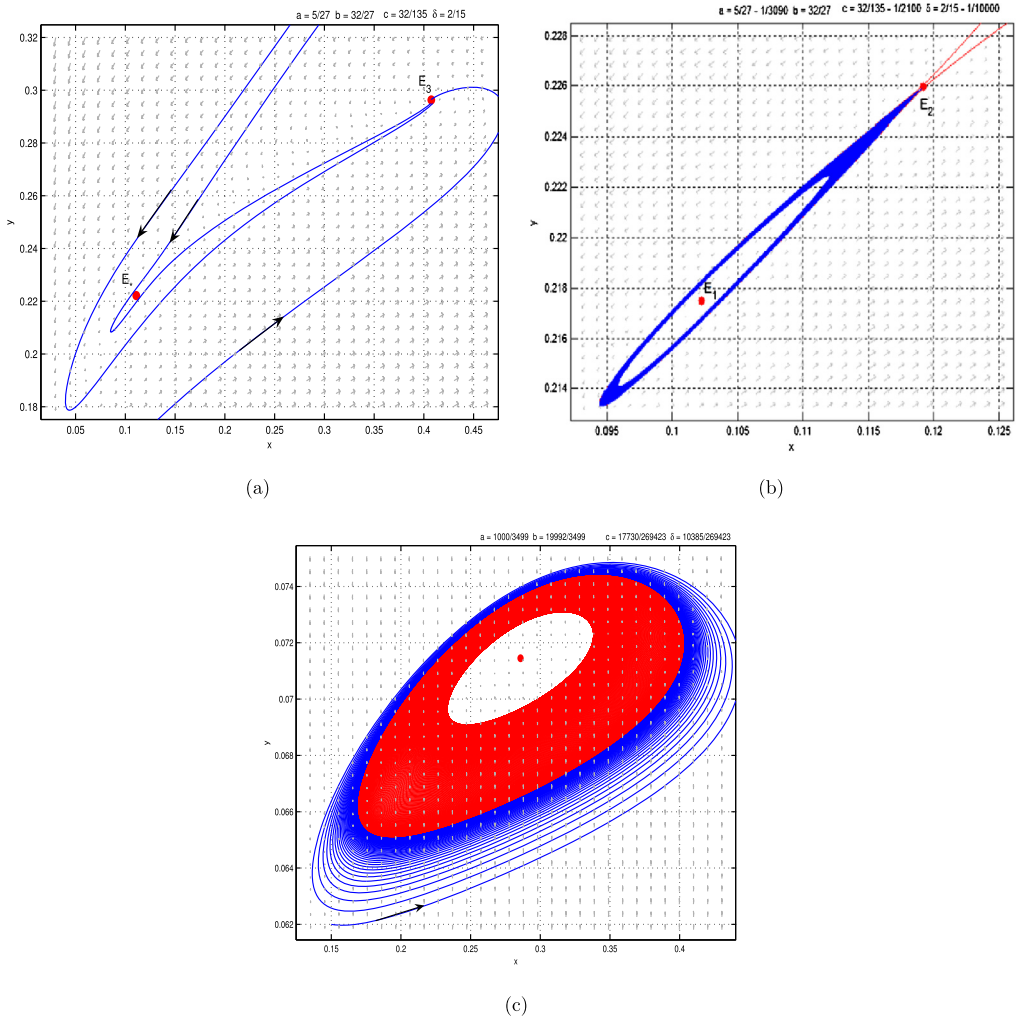 a = 5/27 b = 32/27 c = 32/135 δ = 2/15
0.32
0.3
0.28
0.26
0.24
0.22
0.2
0.18
y
E3
E*
0.05 0.1 0.15 0.2 0.25 0.3 0.35 0.4 0.45
x
(a)
a = 5/27 - 1/3090 b = 32/27 c = 32/135 - 1/2100 δ = 2/15 - 1/10000
0.228
0.226
0.224
0.222
0.22
0.218
0.216
0.214
y
E2
E1
0.095 0.1 0.105 0.11 0.115 0.12 0.125
x
(b)
a = 1000/3499 b = 19992/3499 c = 17730/269423 δ = 10385/269423
0.074
0.072
0.07
0.068
0.066
0.064
0.062
y
0.15 0.2 0.25 0.3 0.35 0.4
x
(c)